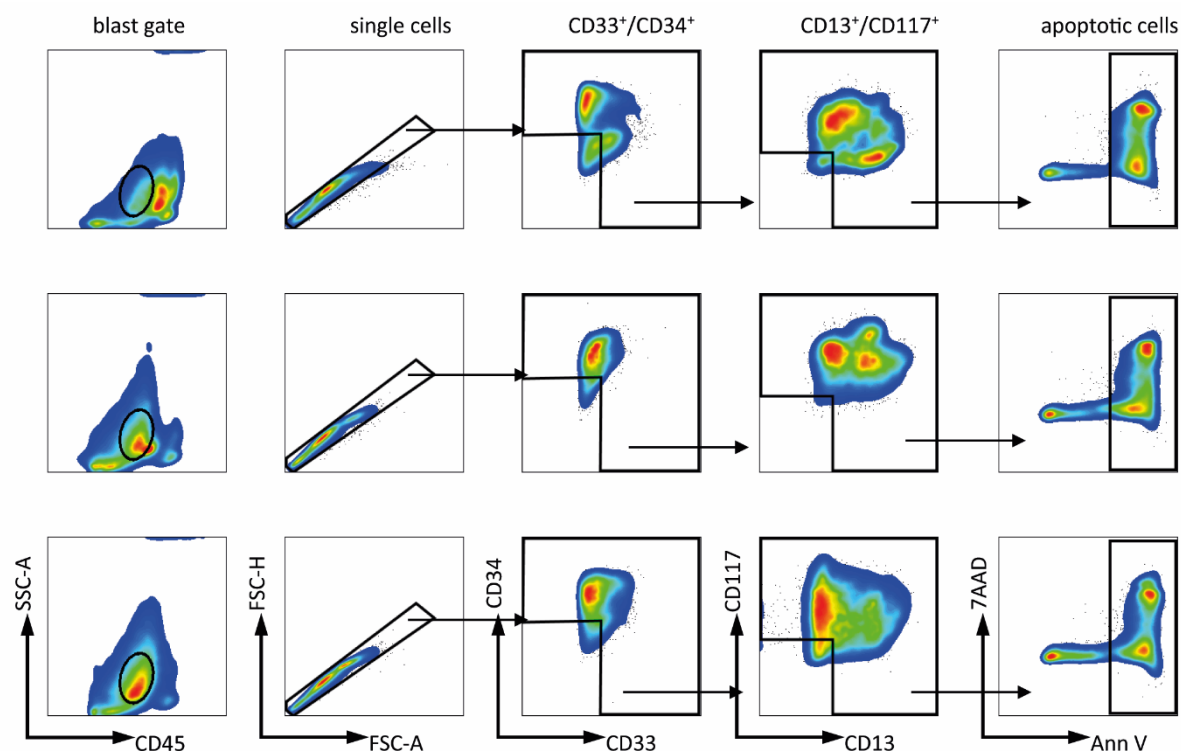 blast gate
single cells
CD33⁺/CD34⁺
CD13⁺/CD117⁺
apoptotic cells
SSC-A
CD45
FSC-H
FSC-A
CD34
CD33
CD117
CD13
7AAD
Ann V